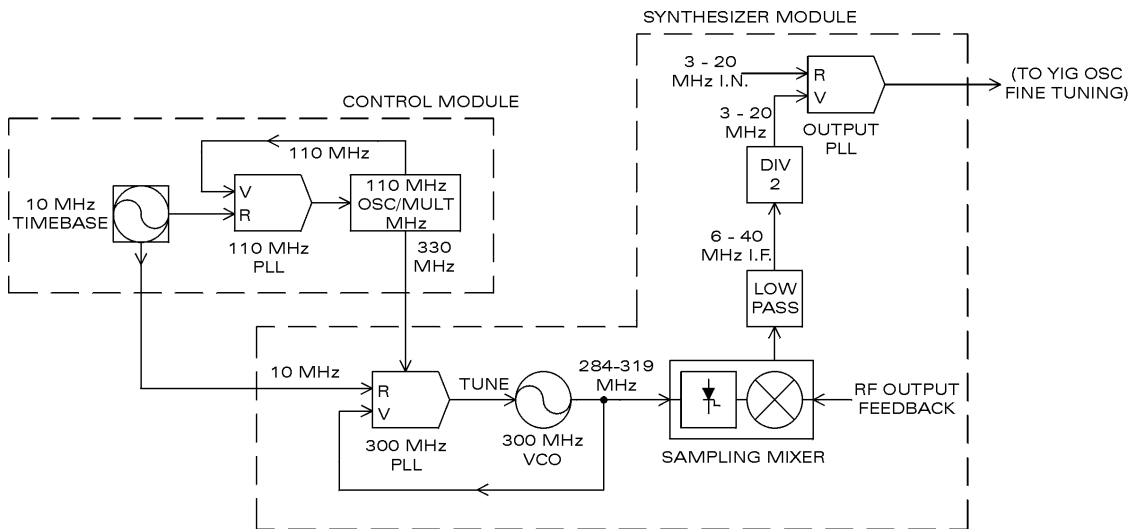 SYNTHESIZER MODULE
3 - 20
MHz I.N.
R
V
OUTPUT
PLL
(TO YIG OSC
FINE TUNING)
3 - 20
MHz
DIV
2
6 - 40
MHz I.F.
LOW
PASS
CONTROL MODULE
110 MHz
10 MHz
TIMEBASE
V
R
110 MHz
PLL
110 MHz
OSC/MULT
MHz
330
MHz
10 MHz
R
V
300 MHz
PLL
TUNE
300 MHz
VCO
284-319
MHz
SAMPLING MIXER
RF OUTPUT
FEEDBACK